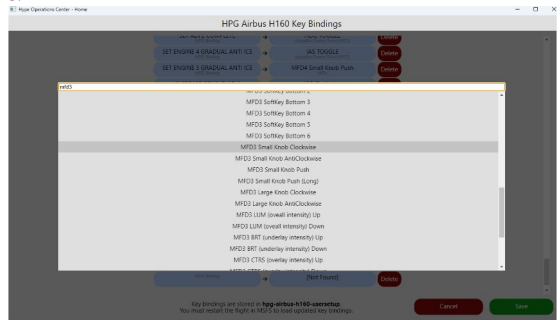 Hype Operations Center - Home
HPG Airbus H160 Key Bindings
Delete
SET ENGINE 4 GRADUAL ANTI ICE
IAS TOGGLE
Delete
SET ENGINE 3 GRADUAL ANTI ICE
MFD4 Small Knob Push
Delete
mfd3
MFD3 SoftKey Bottom 2
MFD3 SoftKey Bottom 3
MFD3 SoftKey Bottom 4
MFD3 SoftKey Bottom 5
MFD3 SoftKey Bottom 6
MFD3 Small Knob Clockwise
MFD3 Small Knob AntiClockwise
MFD3 Small Knob Push
MFD3 Small Knob Push (Long)
MFD3 Large Knob Clockwise
MFD3 Large Knob AntiClockwise
MFD3 LUM (oveall intensity) Up
MFD3 LUM (overall intensity) Down
MFD3 BRT (underlay intensity) Up
MFD3 BRT (underlay intensity) Down
MFD3 CTRS (overlay intensity) Up
[Not Found]
Delete
Key bindings are stored in hpg-airbus-h160-usersetup.
You must restart the flight in MSFS to load updated key bindings.
Cancel
Save